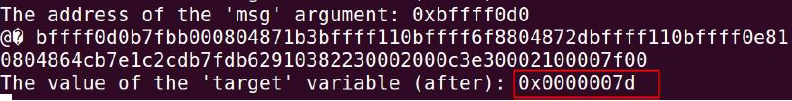 The address of the 'msg' argument: 0xbffff0d0
@� bffff0d0b7fbb000804871b3bffff110bffff6f8804872dbffff110bffff0e81
0804864cb7e1c2cdb7fdb62910382230002000c3e30002100007f00
The value of the 'target' variable (after): 0x0000007d